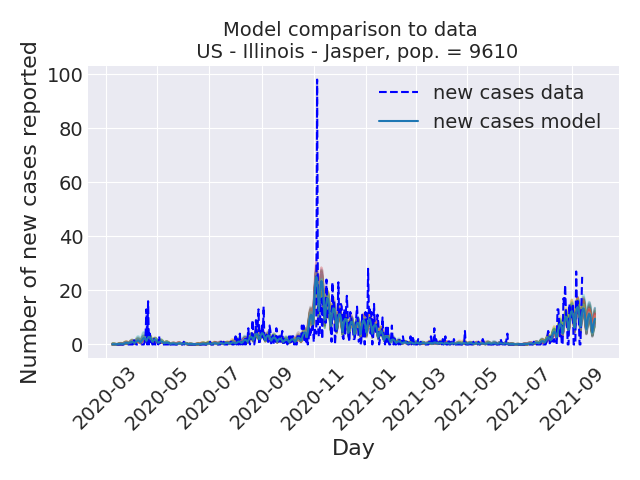 Model comparison to data
US - Illinois - Jasper, pop. = 9610
Number of new cases reported
100
80
60
40
20
0
new cases data
new cases model
2020-03
2020-05
2020-07
2020-09
2020-11
2021-01
2021-03
2021-05
2021-07
2021-09
Day